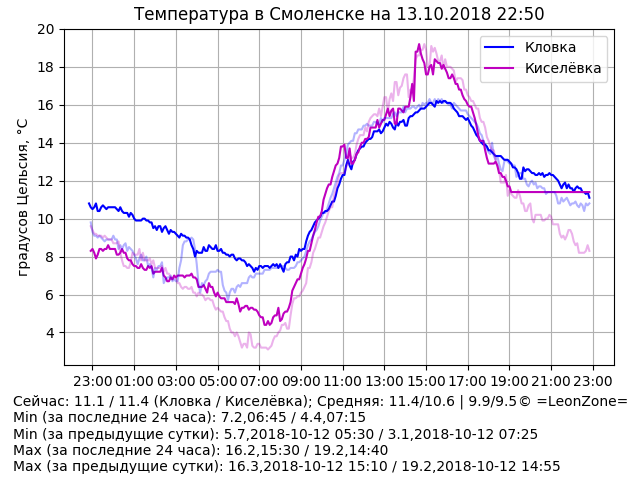 Температура в Смоленске на 13.10.2018 22:50
градусов Цельсия, °C
20
18
16
14
12
10
8
6
4
Кловка
Киселёвка
23:00 01:00 03:00 05:00 07:00 09:00 11:00 13:00 15:00 17:00 19:00 21:00 23:00
Сейчас: 11.1 / 11.4 (Кловка / Киселёвка); Средняя: 11.4/10.6 | 9.9/9.5© =LeonZone=
Min (за последние 24 часа): 7.2,06:45 / 4.4,07:15
Min (за предыдущие сутки): 5.7,2018-10-12 05:30 / 3.1,2018-10-12 07:25
Max (за последние 24 часа): 16.2,15:30 / 19.2,14:40
Max (за предыдущие сутки): 16.3,2018-10-12 15:10 / 19.2,2018-10-12 14:55